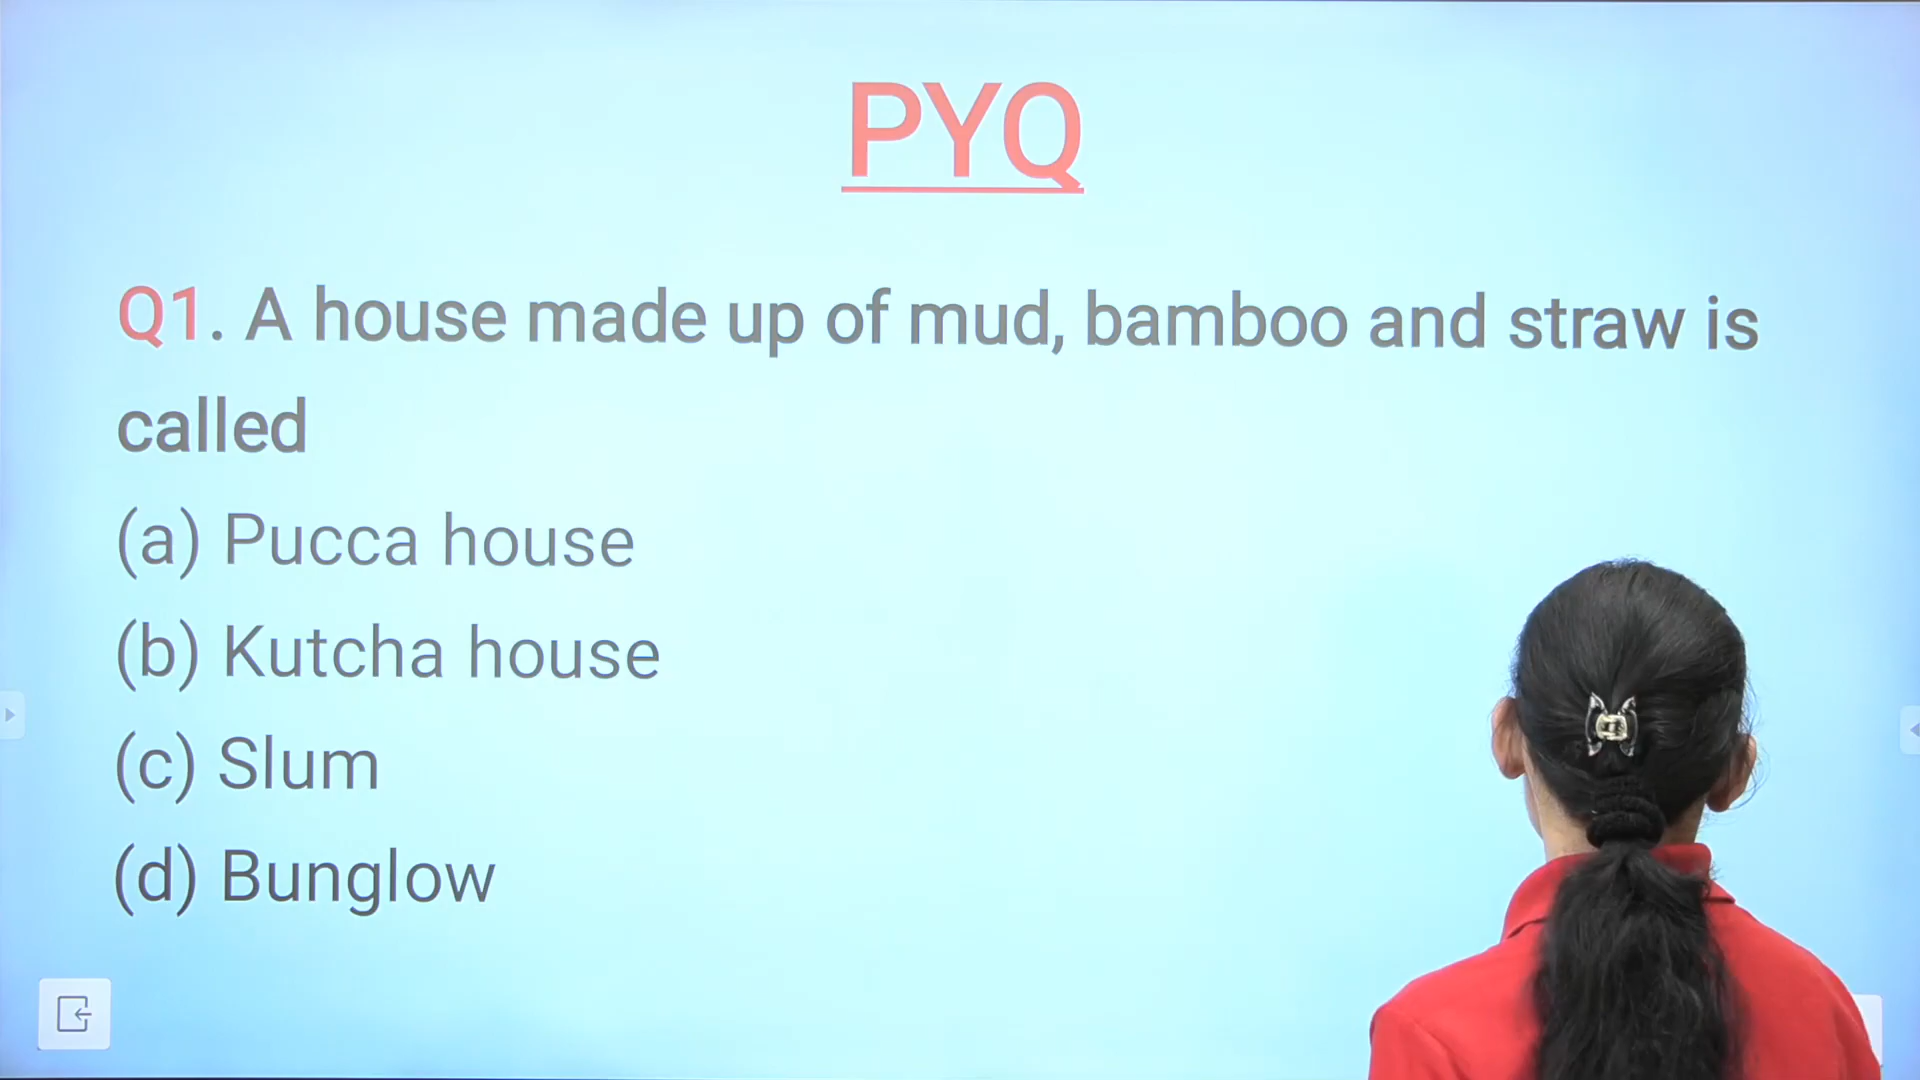 PYQ
Q1. A house made up of mud, bamboo and straw is
called
(a) Pucca house
(b) Kutcha house
(c) Slum
(d) Bunglow